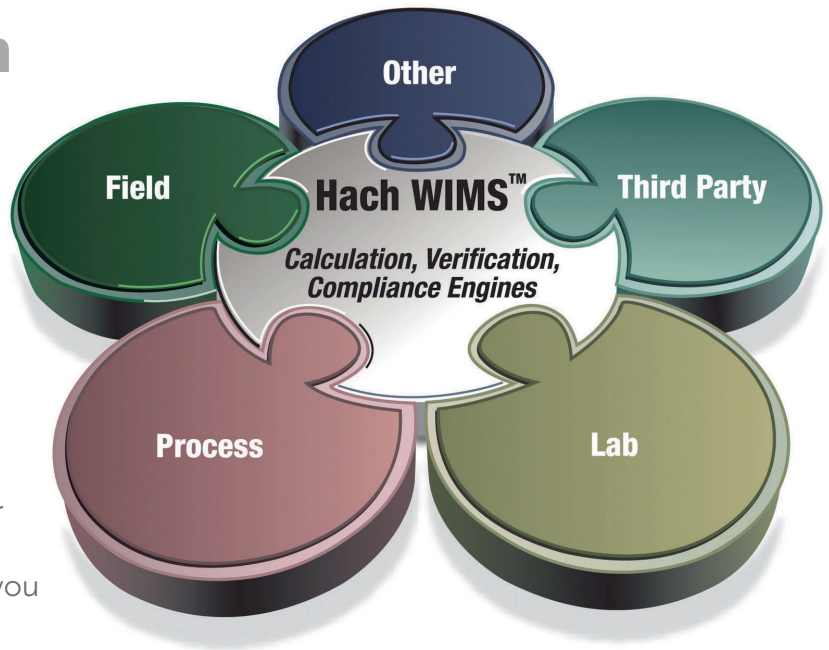 Other
Field
Third Party
Hach WIMS™
Calculation, Verification,
Compliance Engines
Process
Lab
you